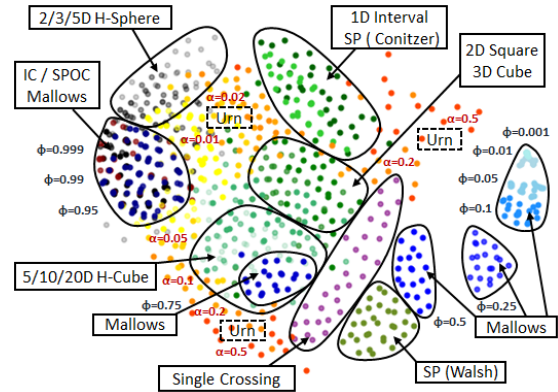 2/3/5D H-Sphere
1D Interval
SP ( Conitzer)
2D Square
3D Cube
IC / SPOC
Mallows
α=0.02
Urn
α=0.01
α=0.5
Urn
ϕ=0.001
ϕ=0.01
ϕ=0.999
α=0.2
ϕ=0.99
ϕ=0.05
ϕ=0.95
ϕ=0.1
α=0.05
5/10/20D H-Cube
α=0.1
ϕ=0.75
ϕ=0.25
Mallows
α=0.2
Urn
ϕ=0.5
Mallows
α=0.5
Single Crossing
SP (Walsh)